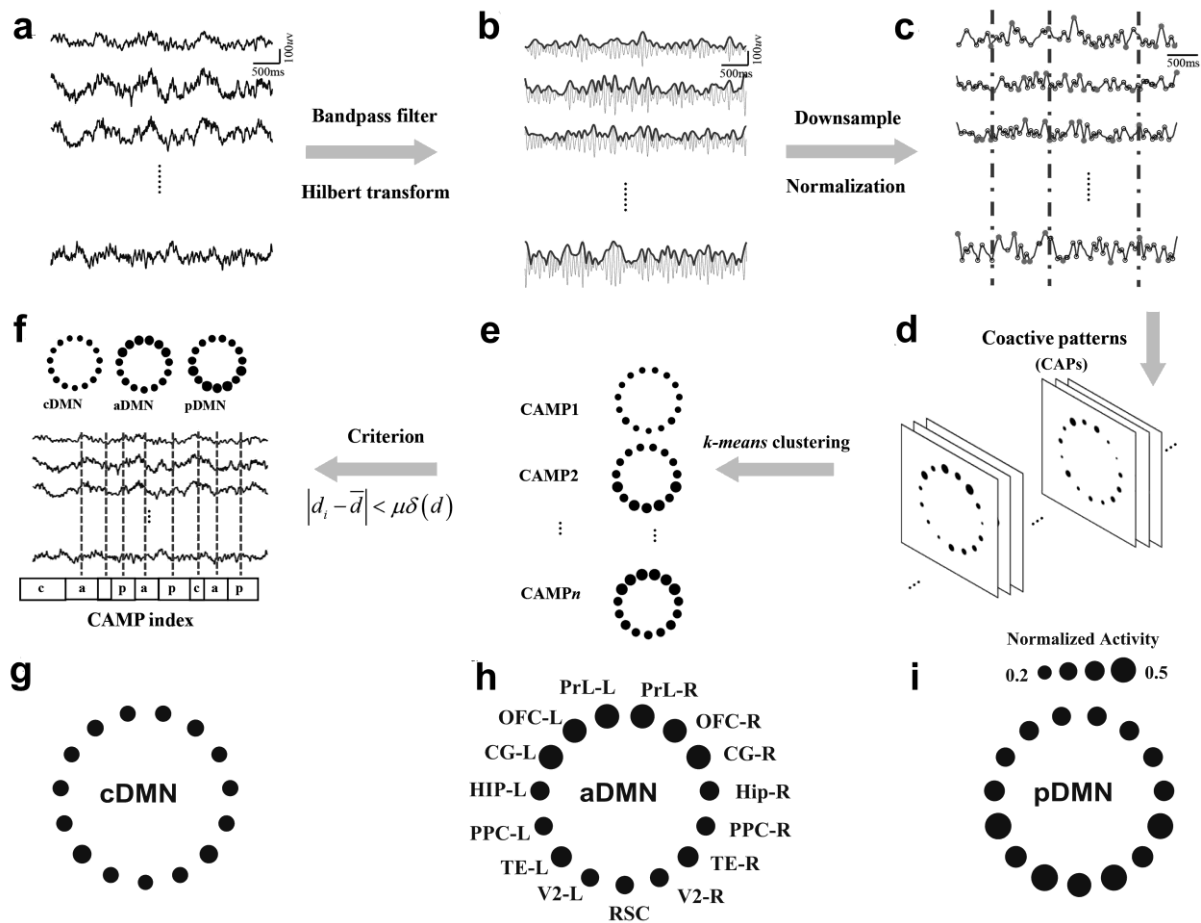 a
100uv
500ms
Bandpass filter
Hilbert transform
b
100uv
500ms
Downsample
Normalization
c
500ms
f
cDMN
aDMN
pDMN
c a p a p c a p
CAMP index
Criterion
|d_i − d̅| < μδ(d)
e
CAMP1
CAMP2
CAMPn
k-means clustering
d
Coactive patterns
(CAPs)
g
cDMN
h
PrL-L PrL-R
OFC-L OFC-R
CG-L CG-R
HIP-L aDMN Hip-R
PPC-L PPC-R
TE-L TE-R
V2-L V2-R
RSC
Normalized Activity
0.2 0.5
i
pDMN